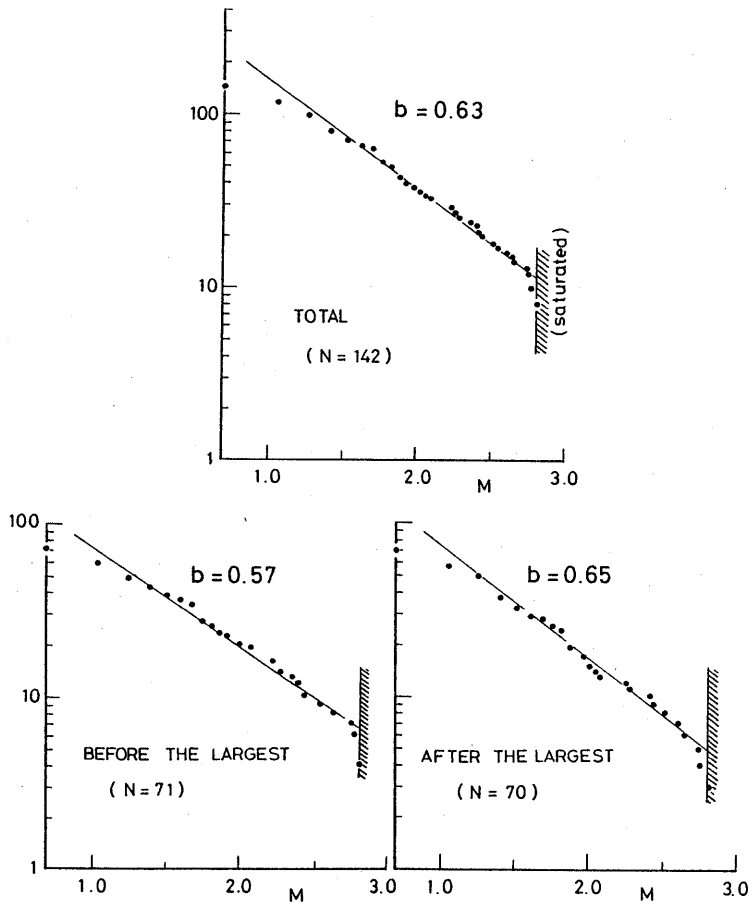 100
b = 0.63
10
(saturated)
TOTAL
( N = 142 )
1
1.0
2.0
3.0
M
100
b = 0.57
b = 0.65
10
BEFORE THE LARGEST
AFTER THE LARGEST
( N = 71 )
( N = 70 )
1
1.0
2.0
3.0
1.0
2.0
3.0
M
M